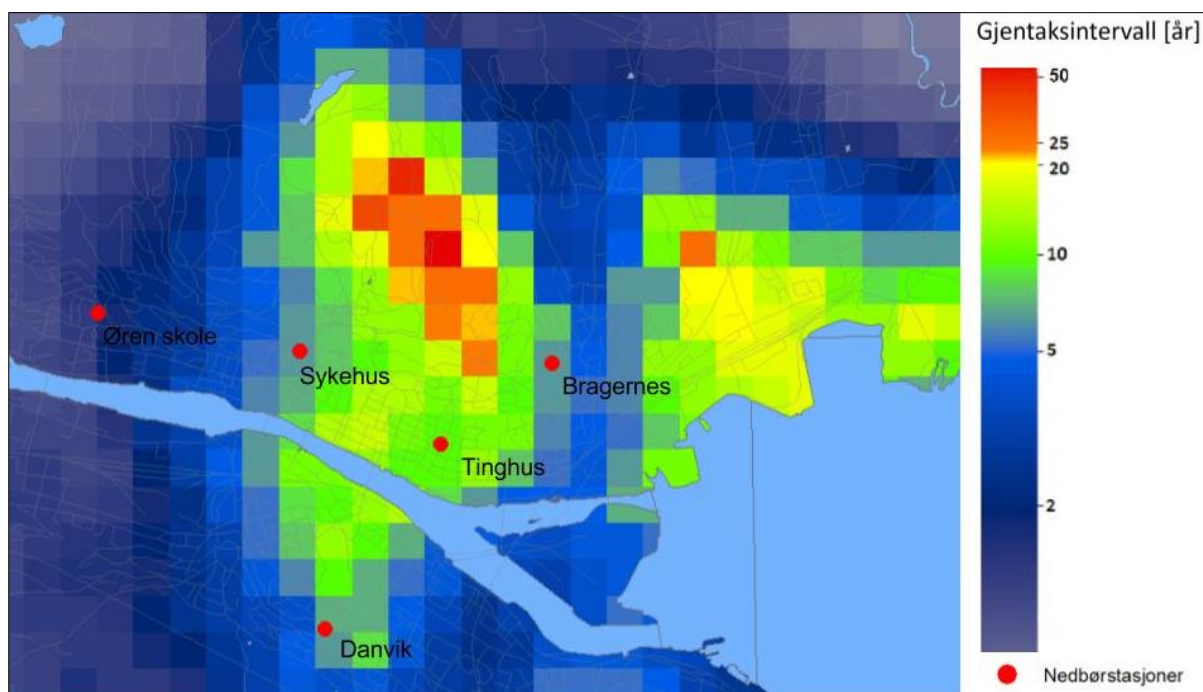 Gjentaksintervall [år]
50
25
20
10
5
2
Øren skole
Sykehus
Bragernes
Tinghus
Danvik
Nedbørstasjoner